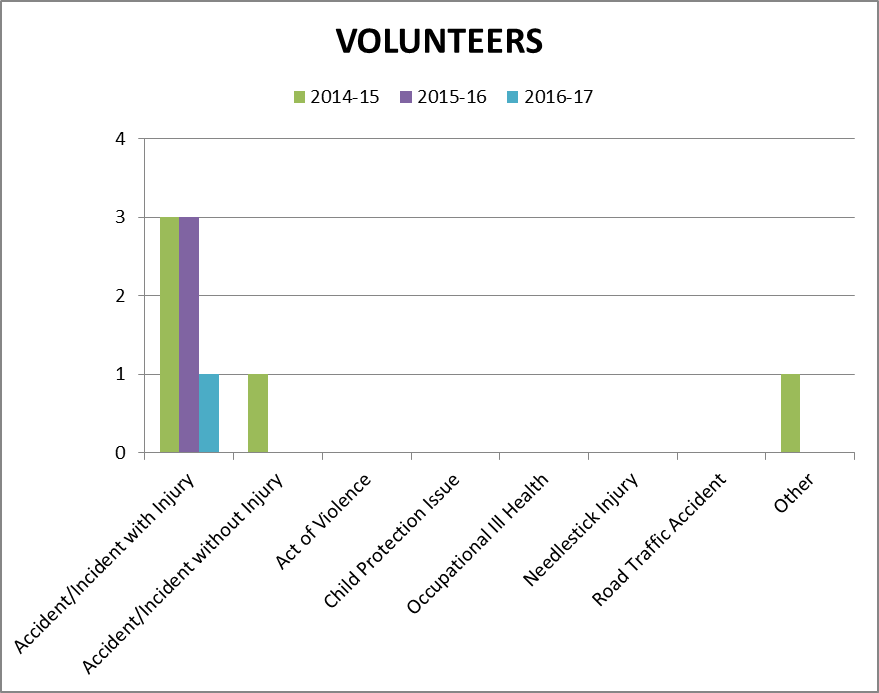 VOLUNTEERS
2014-15 2015-16 2016-17
4
3
2
1
0
Accident/Incident with Injury
Accident/Incident without Injury
Act of Violence
Child Protection Issue
Occupational Ill Health
Needlestick Injury
Road Traffic Accident
Other